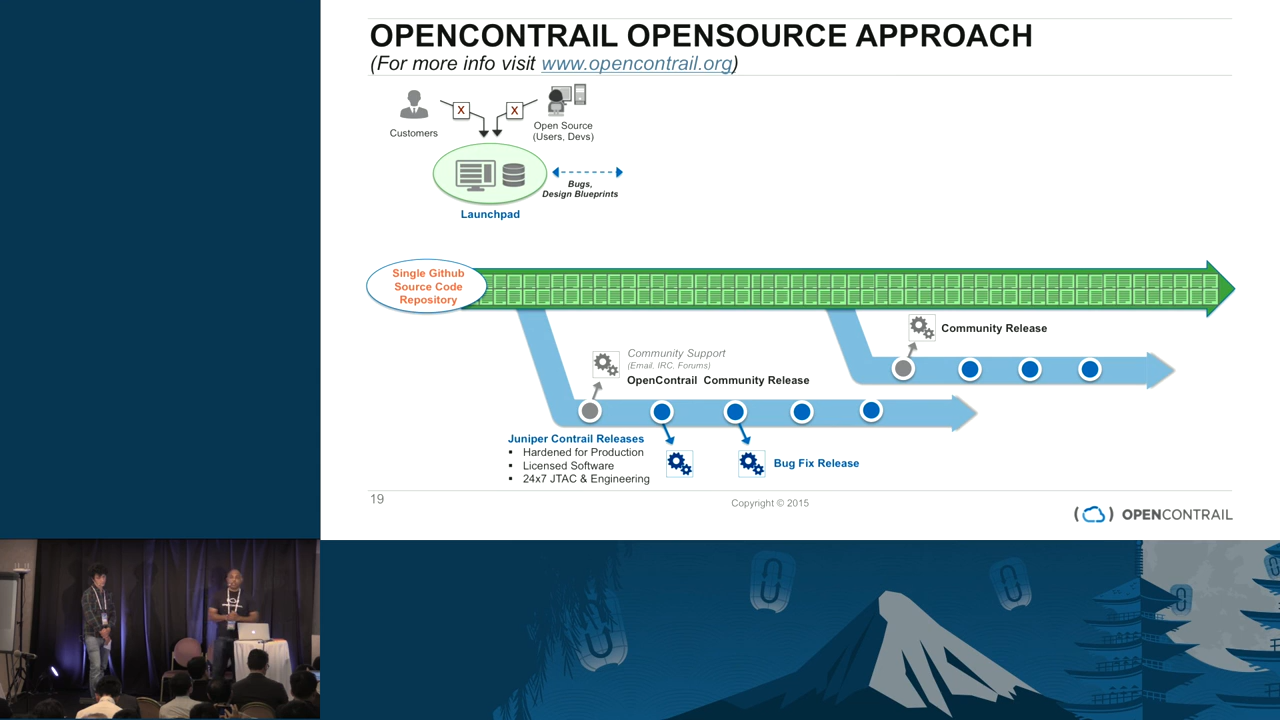 OPENCONTRAIL OPENSOURCE APPROACH
(For more info visit www.opencontrail.org)
X
X
Customers
Open Source
(Users, Devs)
Bugs,
Design Blueprints
Launchpad
Single Github
Source Code
Repository
Community Release
Community Support
(Email, IRC, Forums)
OpenContrail Community Release
Juniper Contrail Releases
▪ Hardened for Production
▪ Licensed Software
▪ 24x7 JTAC & Engineering
Bug Fix Release
19
Copyright © 2015
OPENCONTRAIL